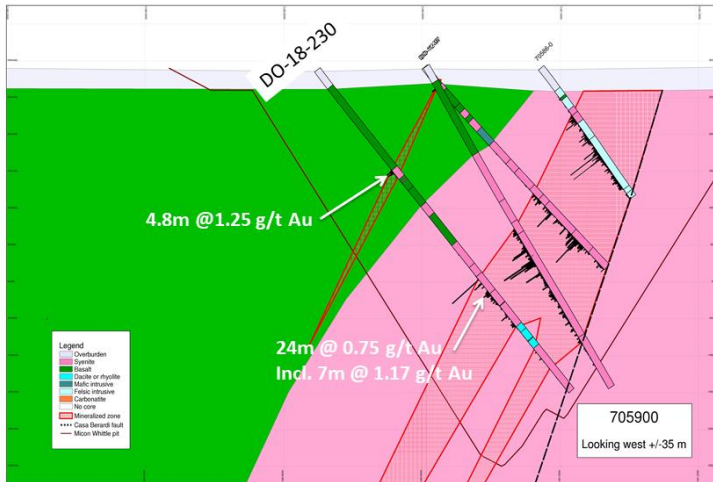 DO-18-230
70588-0
4.8m @1.25 g/t Au
24m @ 0.75 g/t Au
Incl. 7m @ 1.17 g/t Au
Legend
Overburden
Syenite
Basalt
Dacite or rhyolite
Mafic intrusive
Felsic intrusive
Carbonatite
No core
Mineralized zone
Casa Berardi fault
Micon Whittle pit
705900
Looking west +/-35 m